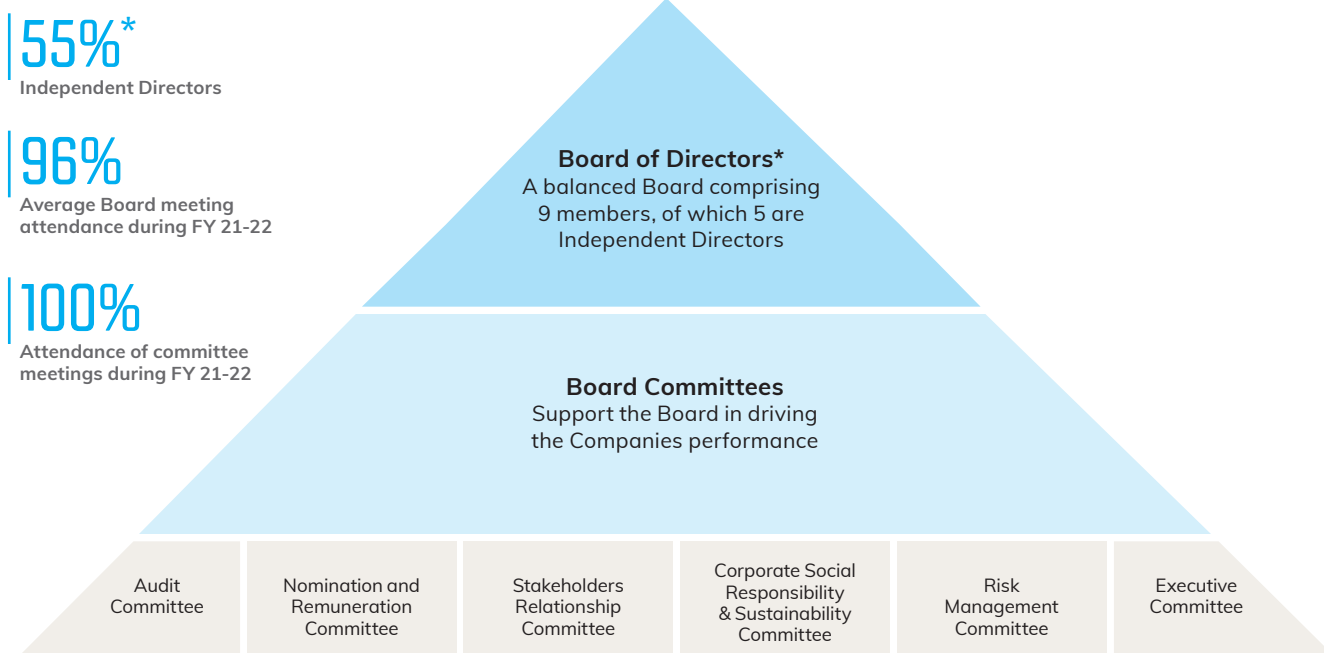 55%*
Independent Directors
96%
Average Board meeting
attendance during FY 21-22
100%
Attendance of committee
meetings during FY 21-22
Board of Directors*
A balanced Board comprising
9 members, of which 5 are
Independent Directors
Board Committees
Support the Board in driving
the Companies performance
Audit
Committee
Nomination and
Remuneration
Committee
Stakeholders
Relationship
Committee
Corporate Social
Responsibility
& Sustainability
Committee
Risk
Management
Committee
Executive
Committee